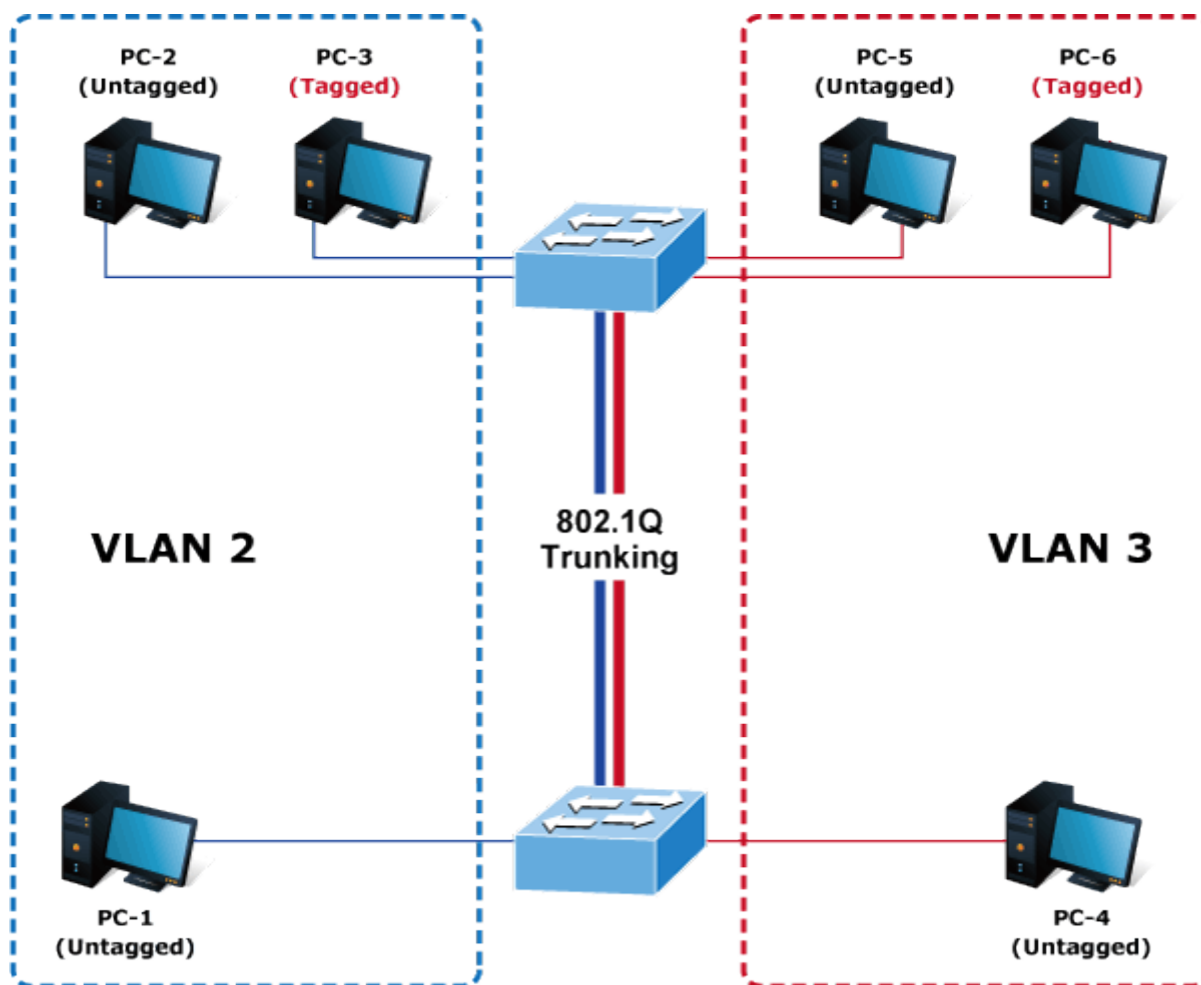 PC-2
(Untagged)
PC-3
(Tagged)
PC-5
(Untagged)
PC-6
(Tagged)
802.1Q
Trunking
VLAN 2
VLAN 3
PC-1
(Untagged)
PC-4
(Untagged)